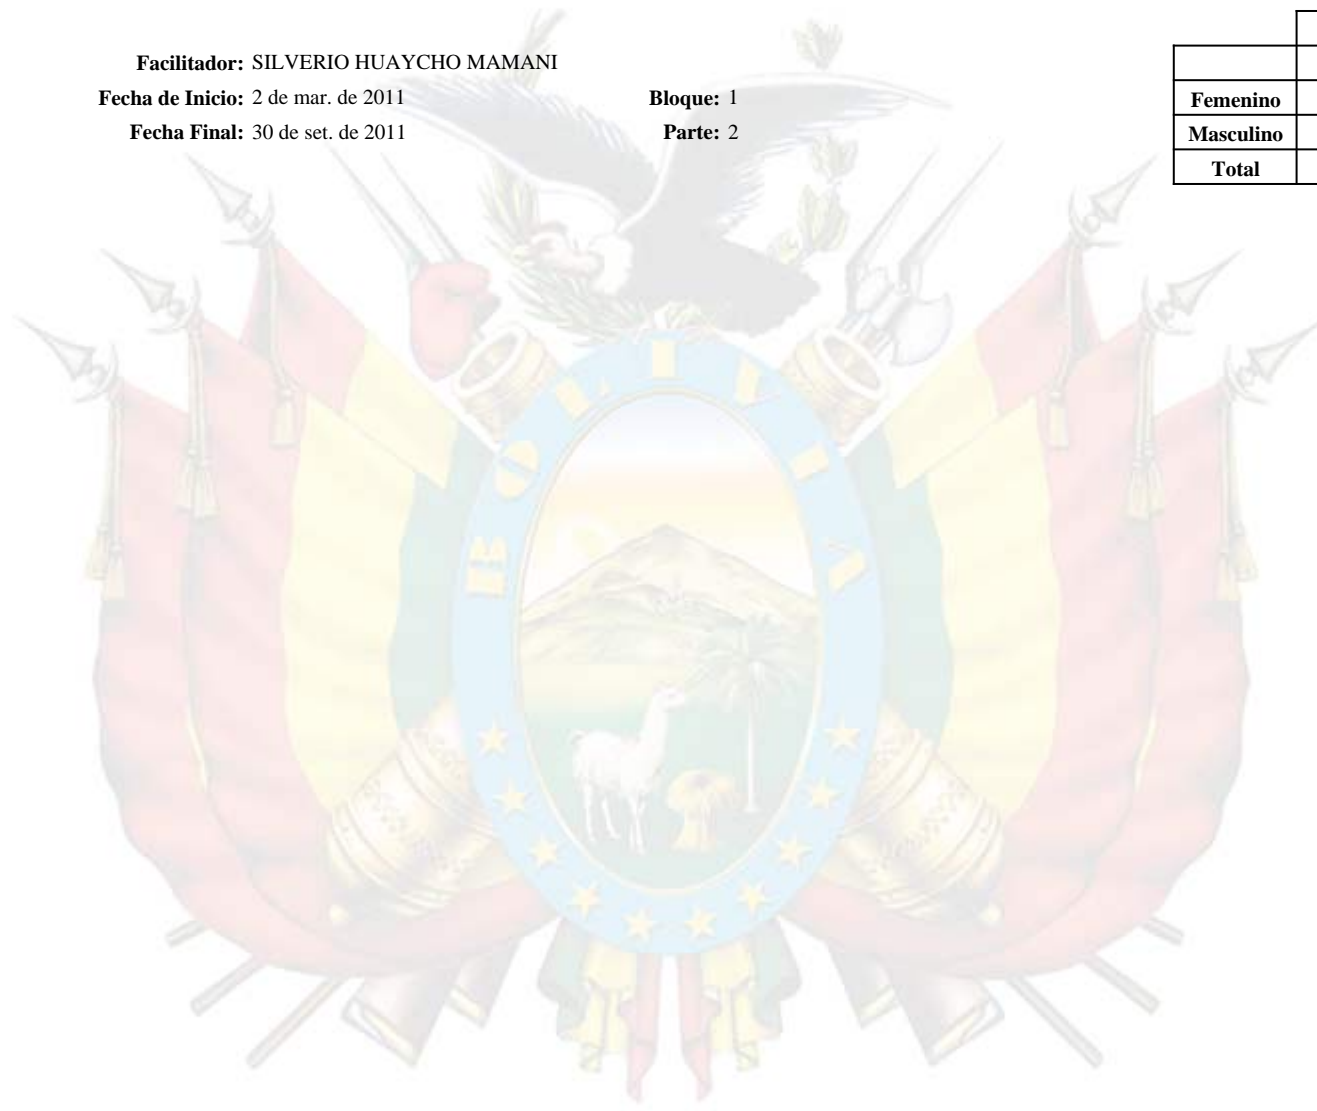 Facilitador: SILVERIO HUAYCHO MAMANI
Fecha de Inicio: 2 de mar. de 2011 Bloque: 1
Fecha Final: 30 de set. de 2011 Parte: 2
Femenino
Masculino
Total
BOLIVIA